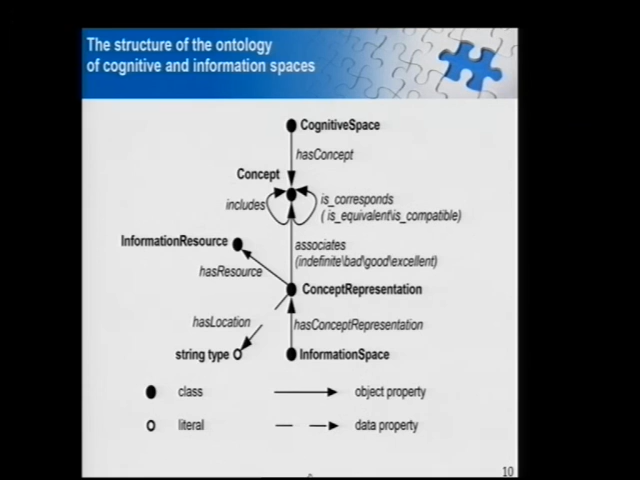 The structure of the ontology
of cognitive and information spaces
CognitiveSpace
hasConcept
Concept
includes
is_corresponds
( is_equivalent\is_compatible)
InformationResource
associates
(indefinite\bad\good\excellent)
hasResource
ConceptRepresentation
hasLocation
hasConceptRepresentation
string type
InformationSpace
class
object property
literal
data property
10